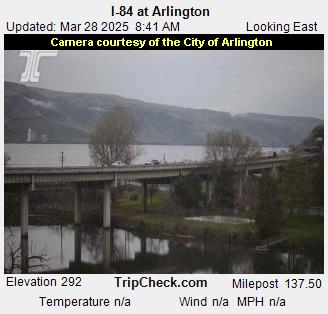 I-84 at Arlington
Updated: Mar 28 2025 8:41 AM Looking East
Camera courtesy of the City of Arlington
Elevation 292 TripCheck.com Milepost 137.50
Temperature n/a Wind n/a MPH n/a